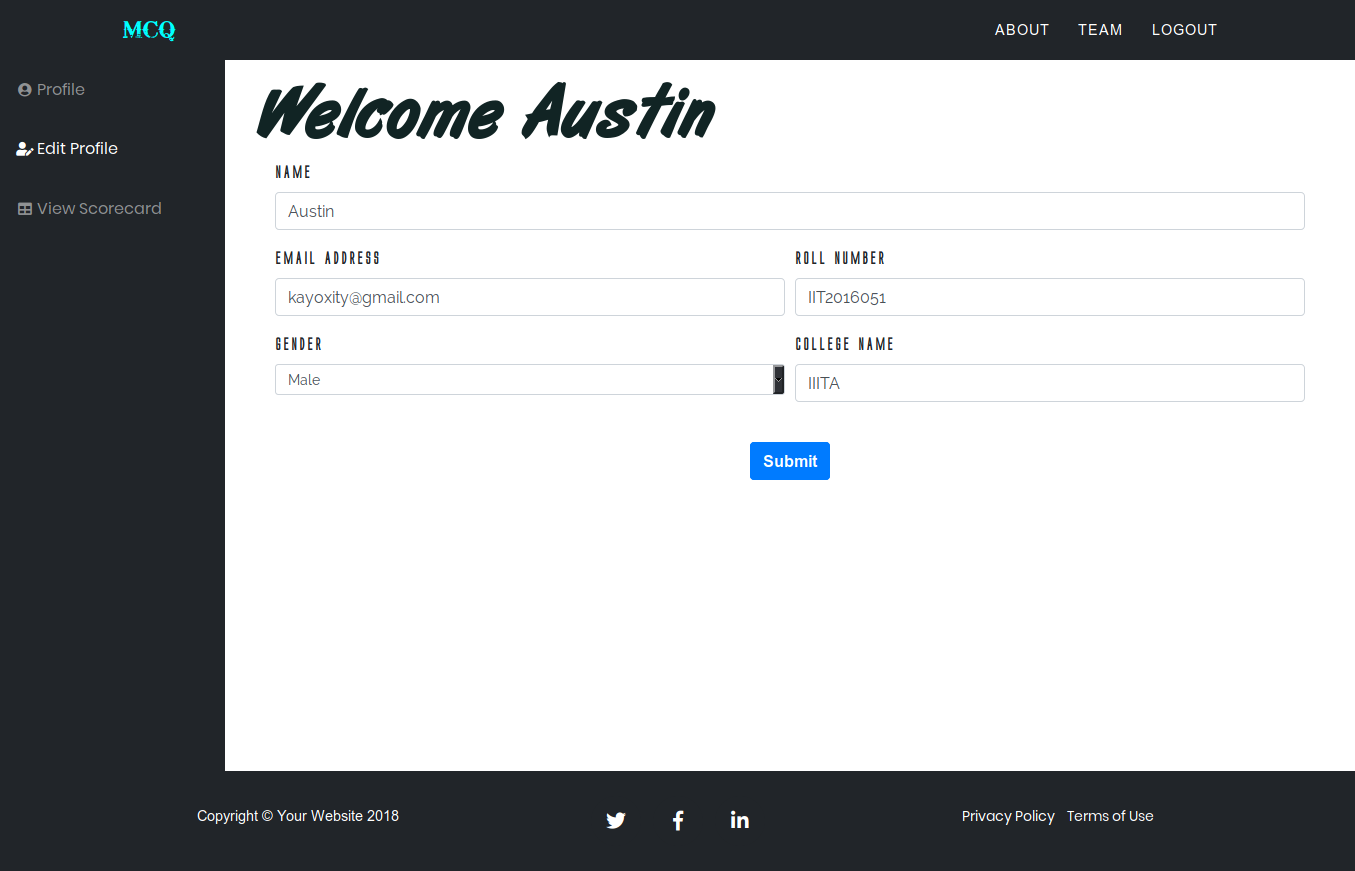 MCQ
ABOUT TEAM LOGOUT
Profile
Edit Profile
View Scorecard
Welcome Austin
NAME
Austin
EMAIL ADDRESS
kayoxity@gmail.com
ROLL NUMBER
IIT2016051
GENDER
Male
COLLEGE NAME
IIITA
Submit
Copyright © Your Website 2018
Privacy Policy Terms of Use